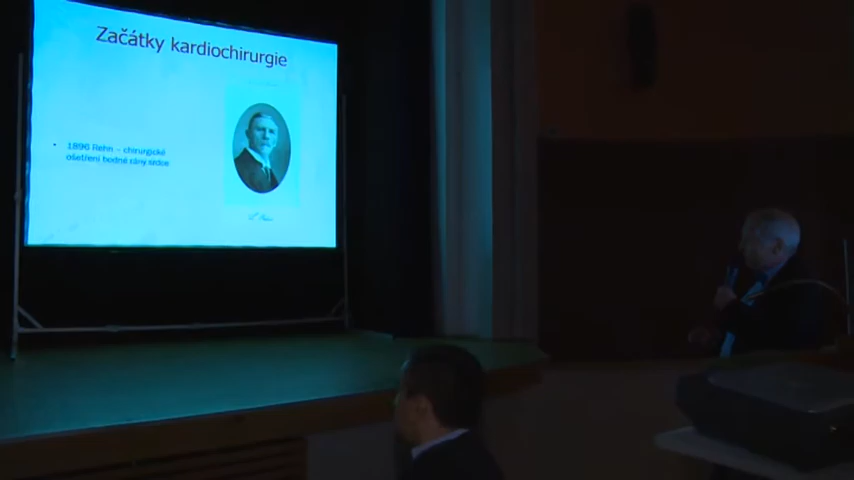 Začátky kardiochirurgie
• 1896 Rehn – chirurgické
ošetření bodné rány srdce